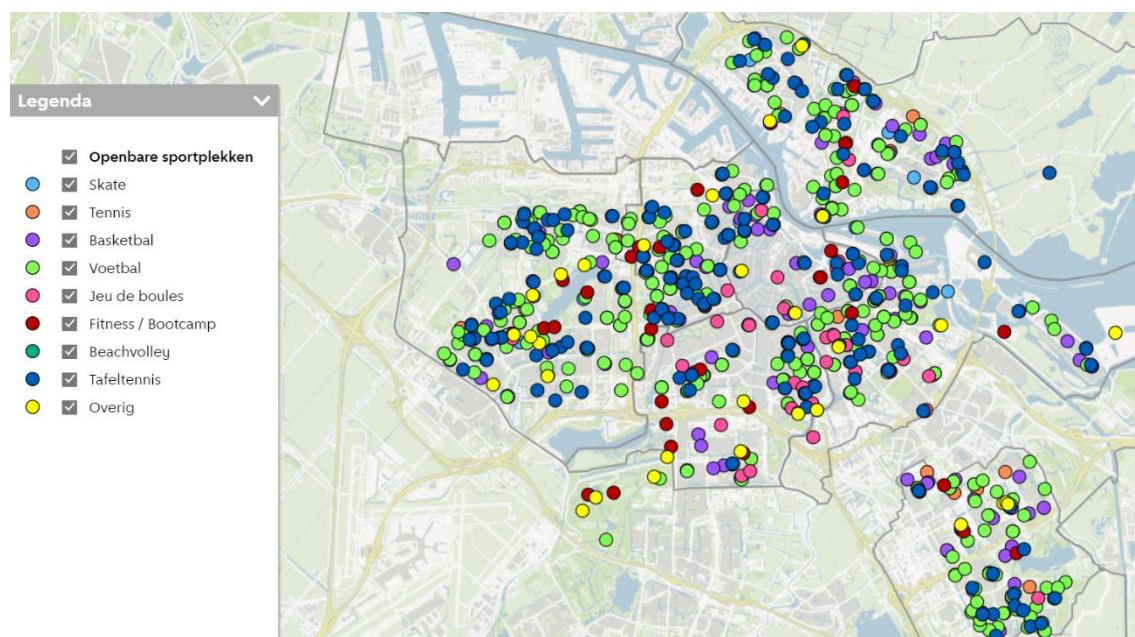 Legenda
Openbare sportplekken
Skate
Tennis
Basketbal
Voetbal
Jeu de boules
Fitness / Bootcamp
Beachvolley
Tafeltennis
Overig